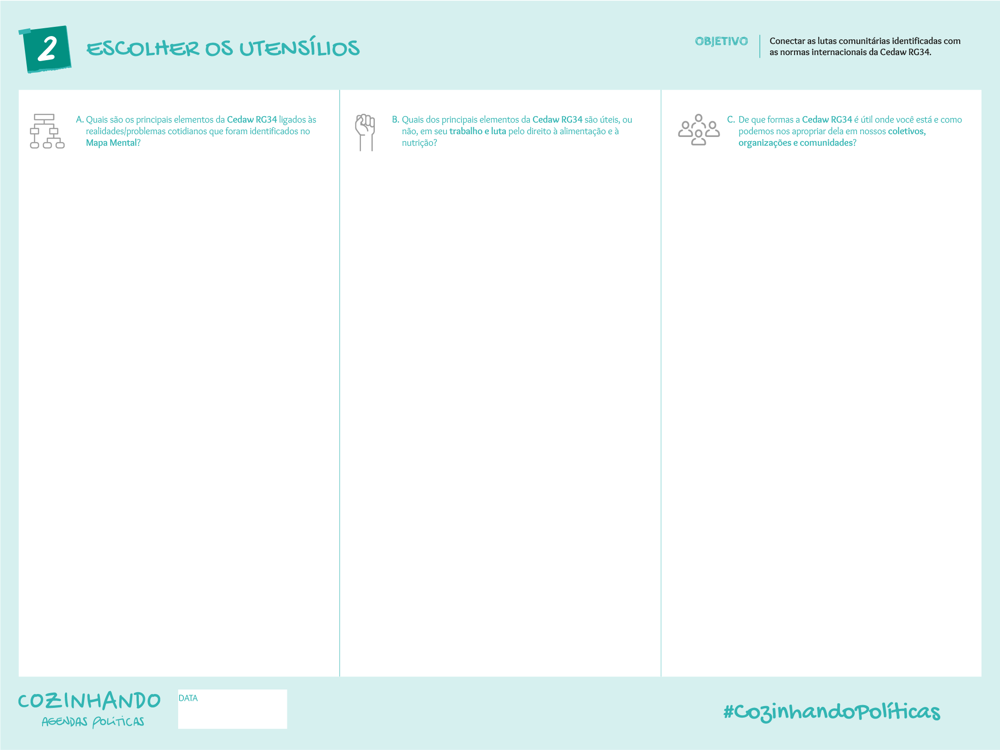 2
ESCOLHER OS UTENSÍLIOS
OBJETIVO
Conectar as lutas comunitárias identificadas com
as normas internacionais da Cedaw RG34.
A. Quais são os principais elementos da Cedaw RG34 ligados às
realidades/problemas cotidianos que foram identificados no
Mapa Mental?
B. Quais dos principais elementos da Cedaw RG34 são úteis, ou
não, em seu trabalho e luta pelo direito à alimentação e à
nutrição?
C. De que formas a Cedaw RG34 é útil onde você está e como
podemos nos apropriar dela em nossos coletivos,
organizações e comunidades?
COZINHANDO
AGENDAS POLíTICAS
DATA
#CozinhandoPolíticas